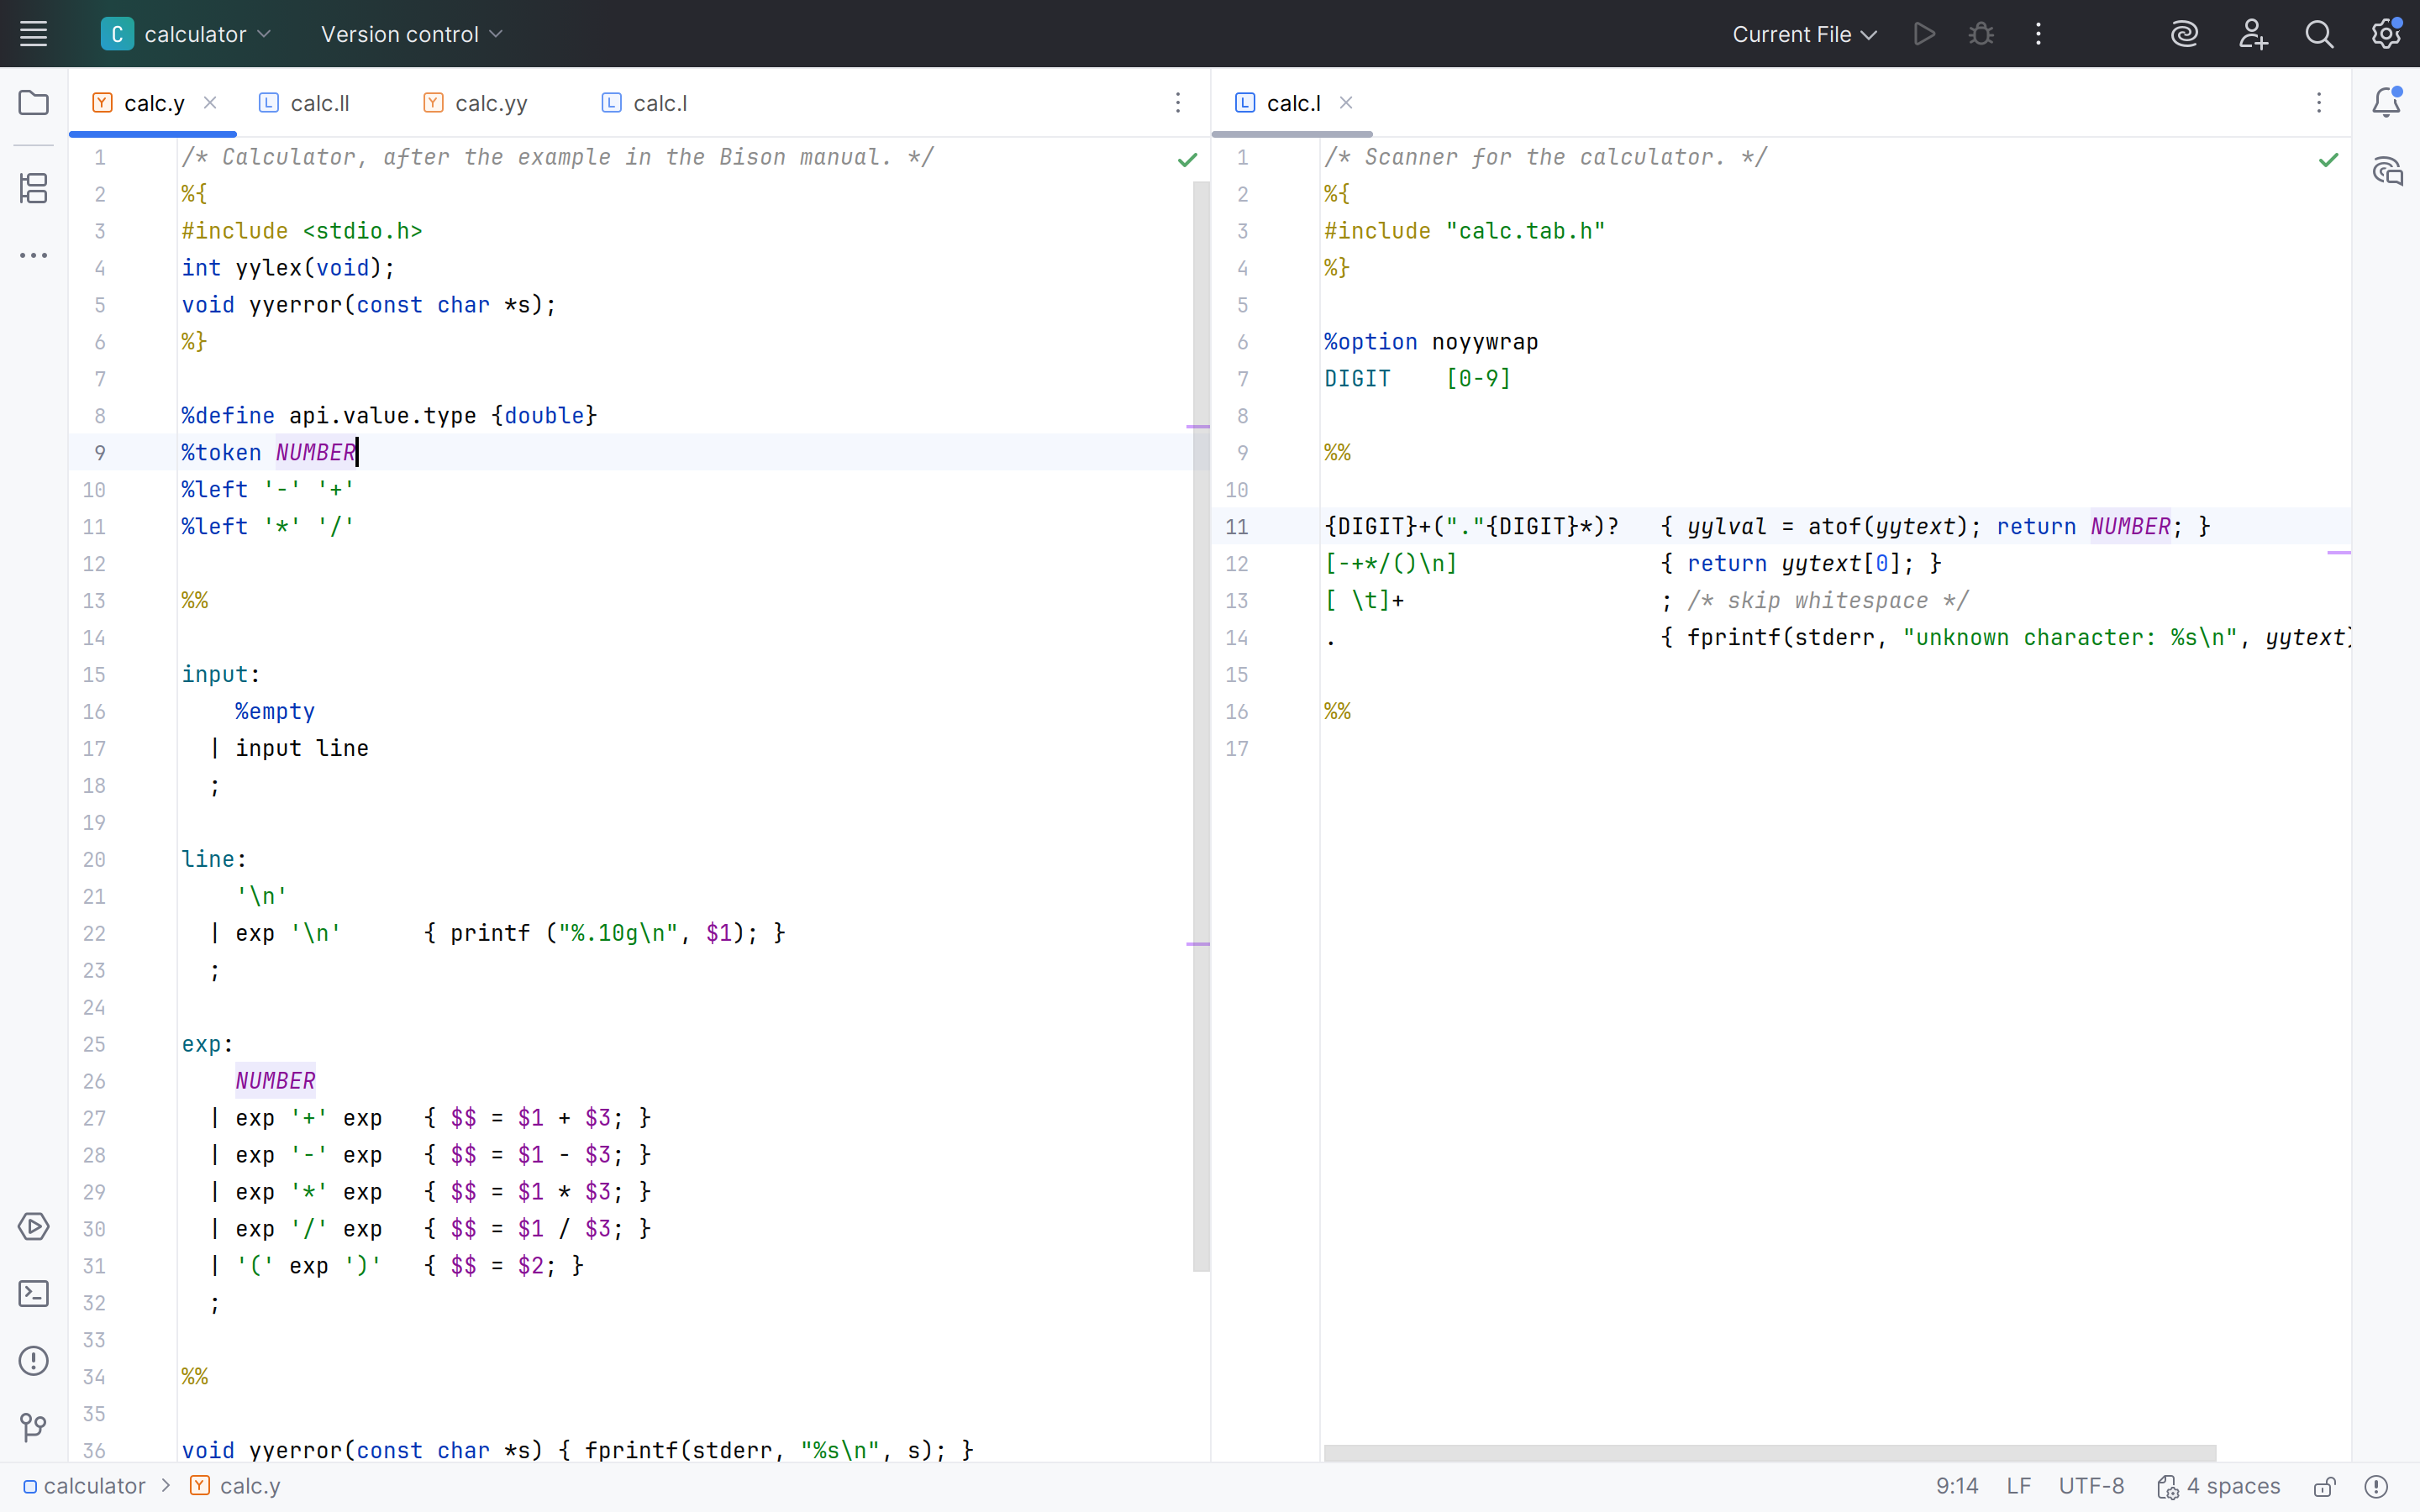 C calculator Version control Current File
Y calc.y L calc.ll Y calc.yy L calc.l
1 /* Calculator, after the example in the Bison manual. */
2 %{
3 #include <stdio.h>
4 int yylex(void);
5 void yyerror(const char *s);
6 %}
7
8 %define api.value.type {double}
9 %token NUMBER
10 %left '-' '+'
11 %left '*' '/'
12
13 %%
14
15 input:
16     %empty
17   | input line
18   ;
19
20 line:
21     '\n'
22   | exp '\n'      { printf ("%.10g\n", $1); }
23   ;
24
25 exp:
26     NUMBER
27   | exp '+' exp   { $$ = $1 + $3; }
28   | exp '-' exp   { $$ = $1 - $3; }
29   | exp '*' exp   { $$ = $1 * $3; }
30   | exp '/' exp   { $$ = $1 / $3; }
31   | '(' exp ')'   { $$ = $2; }
32   ;
33
34 %%
35
36 void yyerror(const char *s) { fprintf(stderr, "%s\n", s); }
L calc.l
1 /* Scanner for the calculator. */
2 %{
3 #include "calc.tab.h"
4 %}
5
6 %option noyywrap
7 DIGIT    [0-9]
8
9 %%
10
11 {DIGIT}+("."{DIGIT}*)?   { yylval = atof(yytext); return NUMBER; }
12 [-+*/()\n]               { return yytext[0]; }
13 [ \t]+                   ; /* skip whitespace */
14 .                        { fprintf(stderr, "unknown character: %s\n", yytext)
15
16 %%
17
calculator > Y calc.y 9:14 LF UTF-8 4 spaces